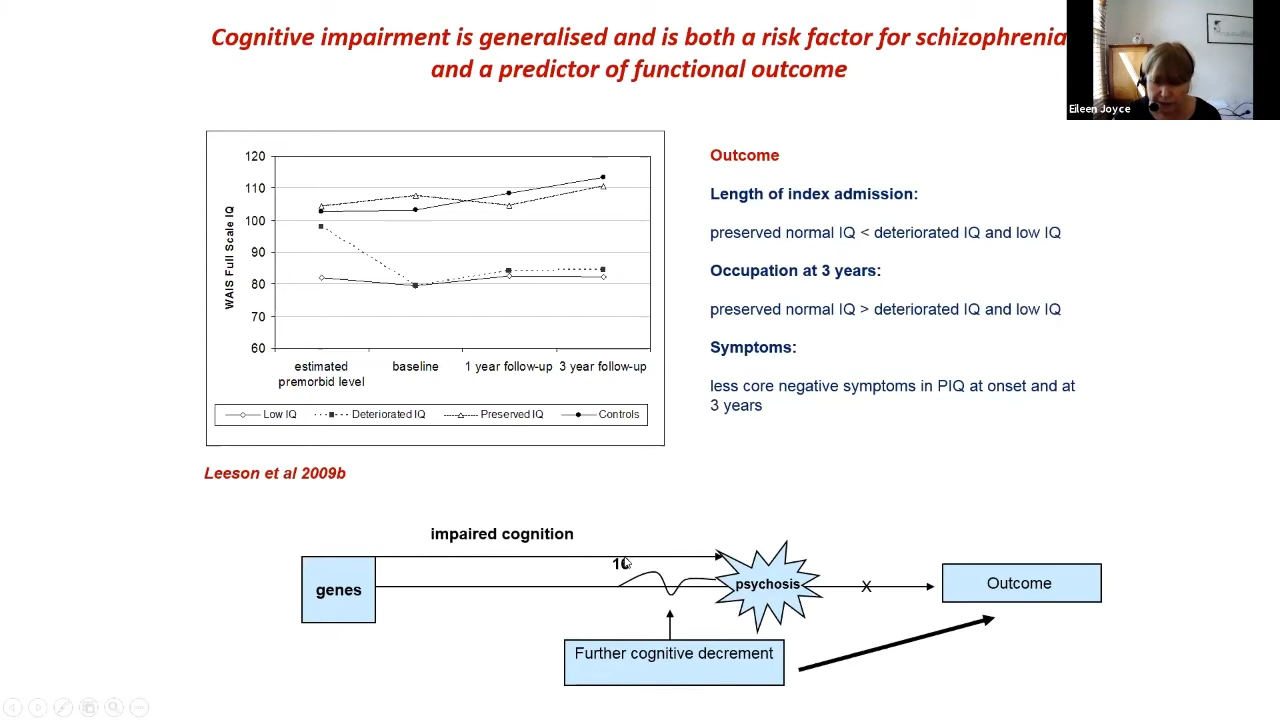 Cognitive impairment is generalised and is both a risk factor for schizophrenia
and a predictor of functional outcome
Eileen Joyce
120
110
100
90
80
70
60
WAIS Full Scale IQ
estimated
premorbid level
baseline
1 year follow-up
3 year follow-up
Low IQ
Deteriorated IQ
Preserved IQ
Controls
Leeson et al 2009b
Outcome
Length of index admission:
preserved normal IQ < deteriorated IQ and low IQ
Occupation at 3 years:
preserved normal IQ > deteriorated IQ and low IQ
Symptoms:
less core negative symptoms in PIQ at onset and at
3 years
impaired cognition
genes
psychosis
X
Outcome
Further cognitive decrement